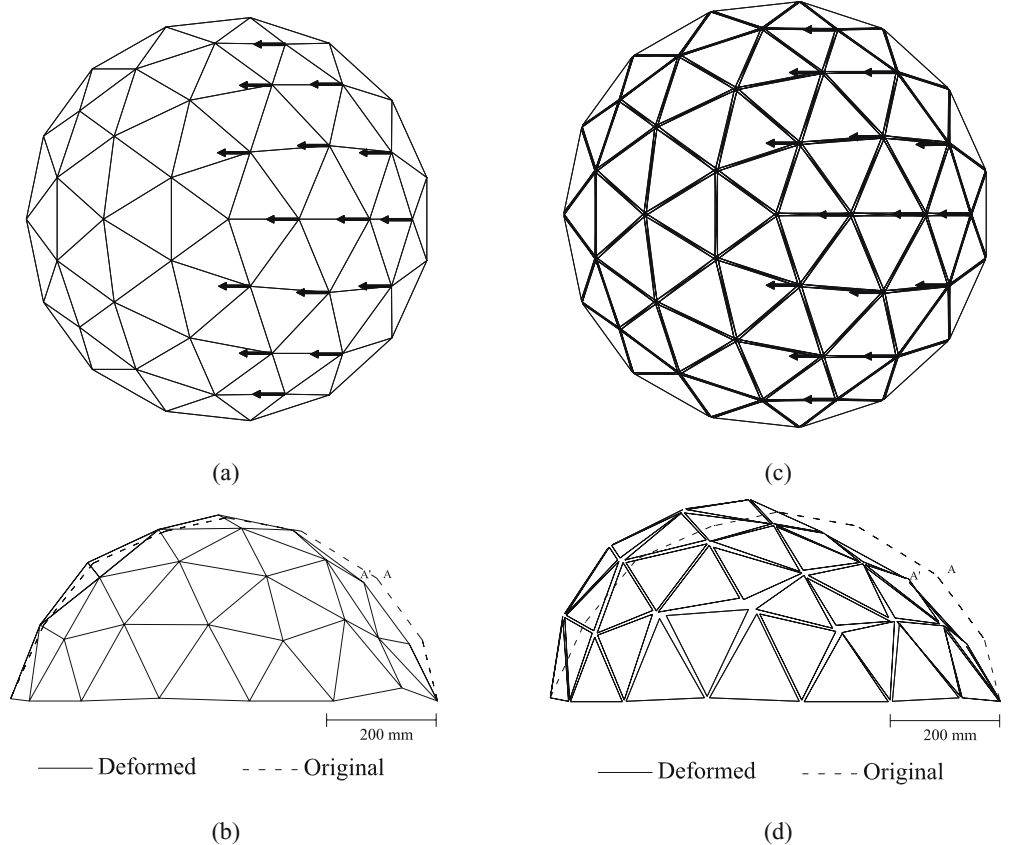 (a)
(c)
A' A
A' A
200 mm
200 mm
Deformed Original
Deformed Original
(b)
(d)